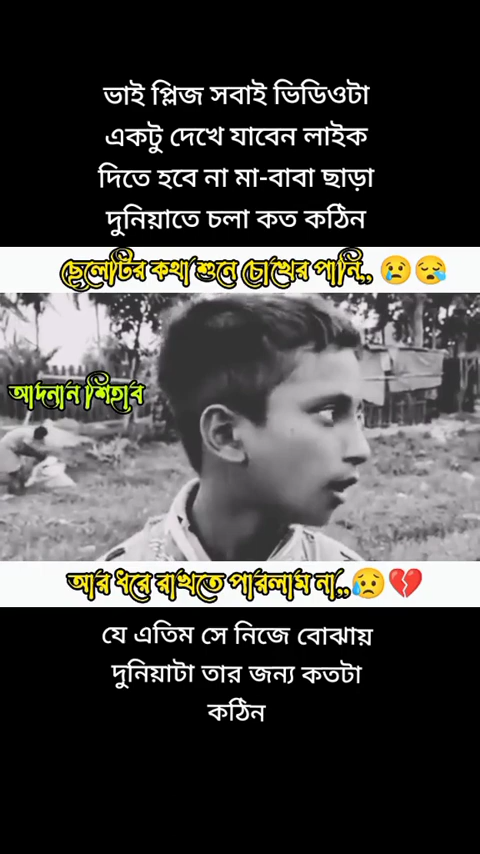 ভাই প্লিজ সবাই ভিডিওটা
একটু দেখে যাবেন লাইক
দিতে হবে না মা-বাবা ছাড়া
দুনিয়াতে চলা কত কঠিন
ছেলেটির কথা শুনে চোখের পানি,, 😢😪
আদনান শিহাব
আর ধরে রাখতে পারলাম না,,😥💔
যে এতিম সে নিজে বোঝায়
দুনিয়াটা তার জন্য কতটা
কঠিন